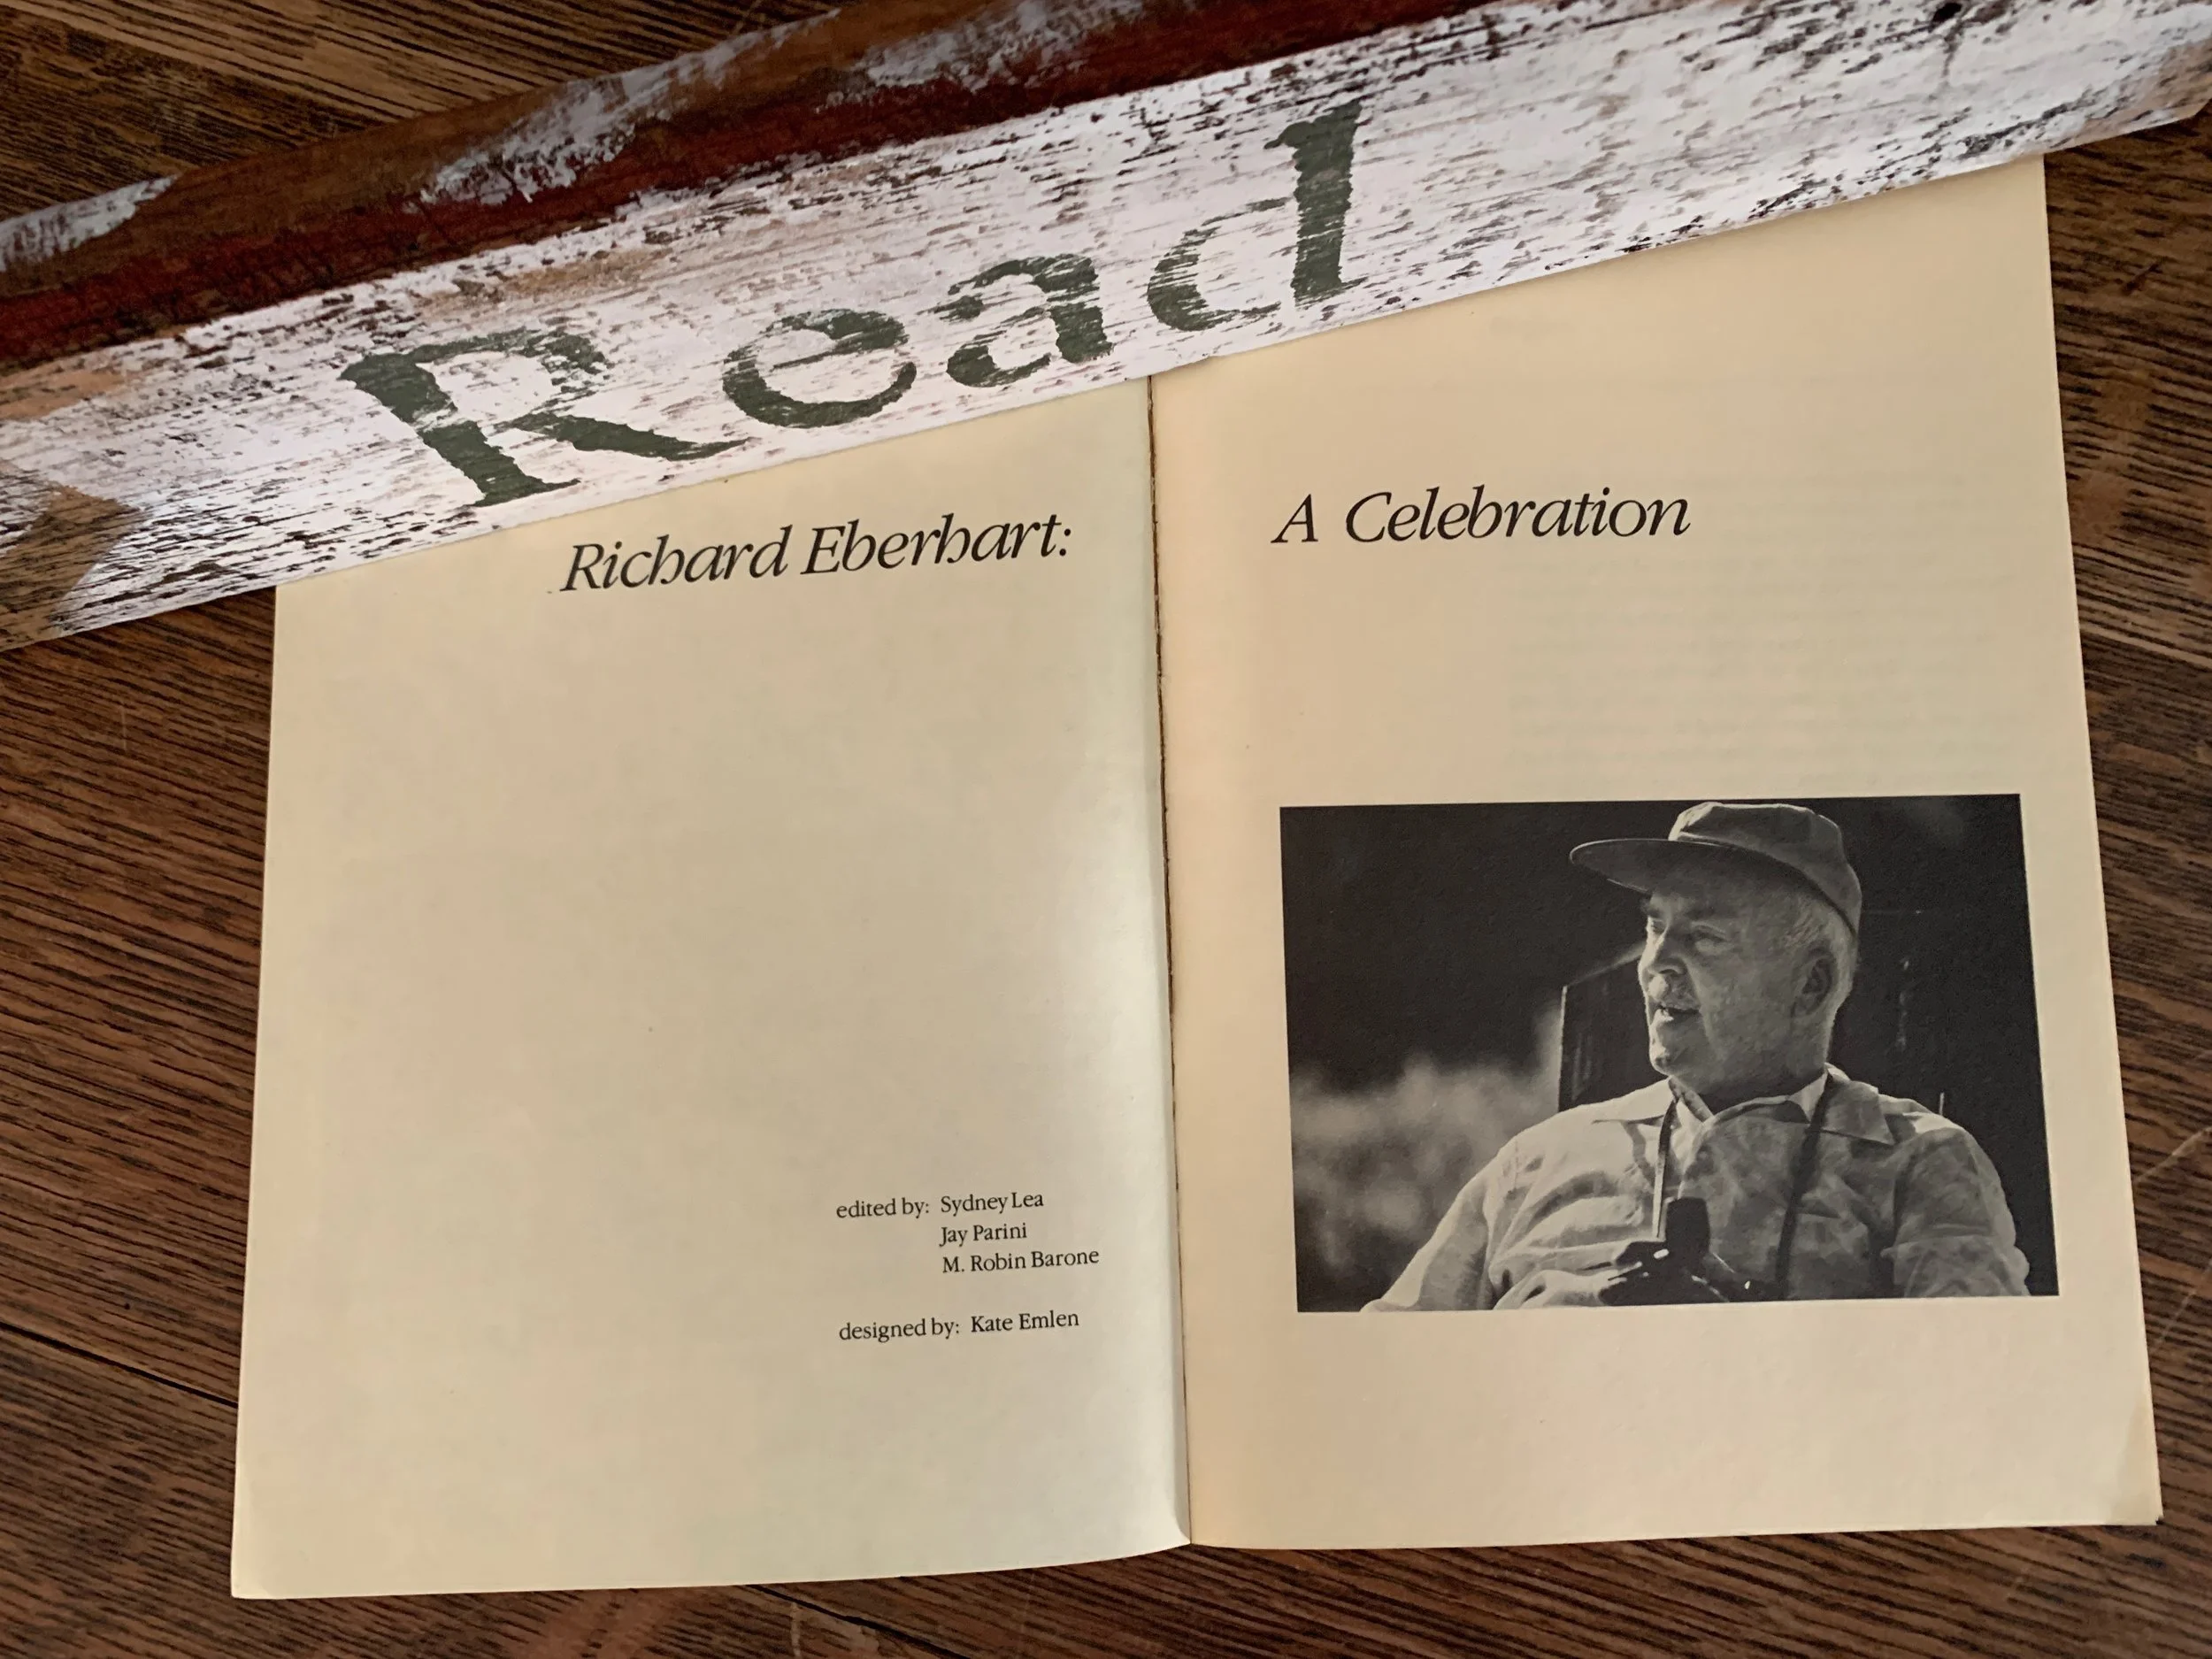 Read
Richard Eberhart:
A Celebration
edited by: Sydney Lea
Jay Parini
M. Robin Barone
designed by: Kate Emlen